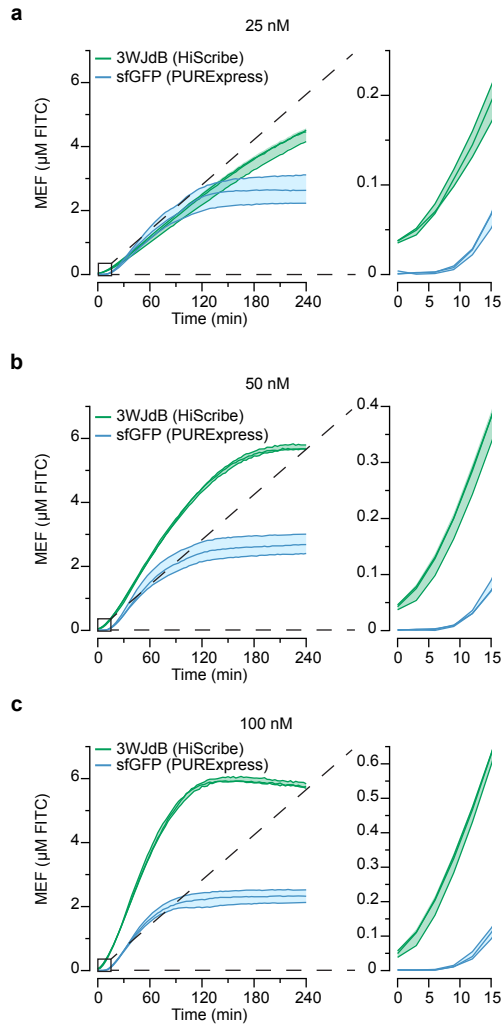 a
25 nM
3WJdB (HiScribe)
sfGFP (PURExpress)
MEF (µM FITC)
6
4
2
0
0 60 120 180 240
Time (min)
0.2
0.1
0
0 5 10 15
b
50 nM
3WJdB (HiScribe)
sfGFP (PURExpress)
MEF (µM FITC)
6
4
2
0
0 60 120 180 240
Time (min)
0.4
0.3
0.2
0.1
0
0 5 10 15
c
100 nM
3WJdB (HiScribe)
sfGFP (PURExpress)
MEF (µM FITC)
6
4
2
0
0 60 120 180 240
Time (min)
0.6
0.5
0.4
0.3
0.2
0.1
0
0 5 10 15